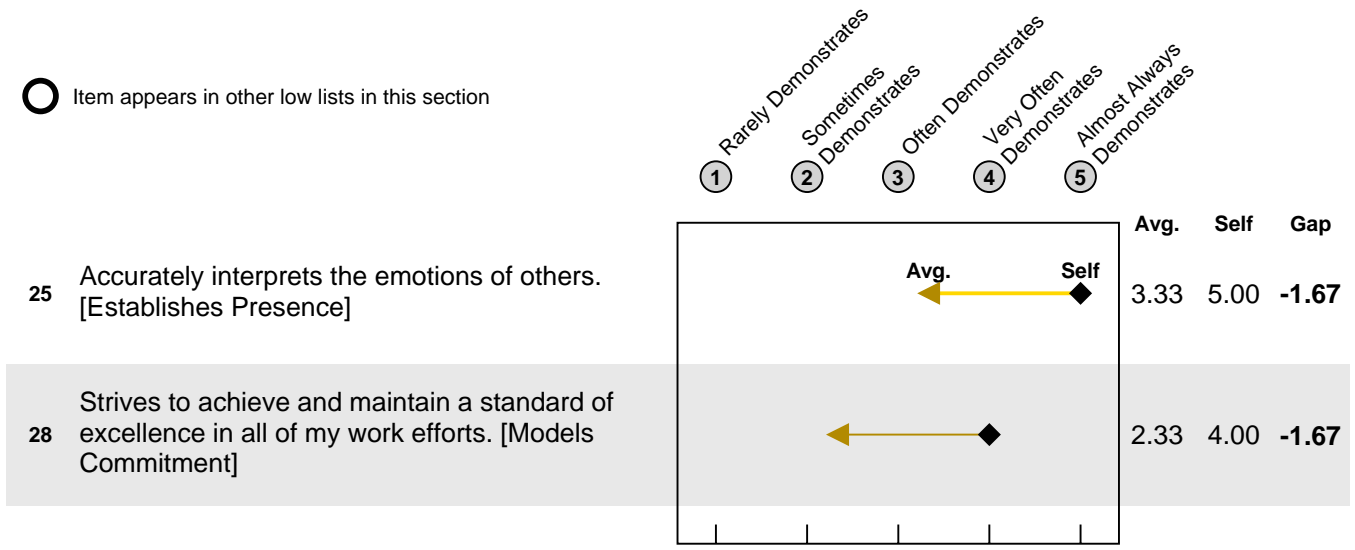 Rarely Demonstrates
Sometimes
Demonstrates
Often Demonstrates
Very Often
Demonstrates
Almost Always
Demonstrates
Item appears in other low lists in this section
1 2 3 4 5
Avg. Self Gap
25 Accurately interprets the emotions of others.
[Establishes Presence]
Avg. Self
3.33 5.00 -1.67
28 Strives to achieve and maintain a standard of
excellence in all of my work efforts. [Models
Commitment]
2.33 4.00 -1.67